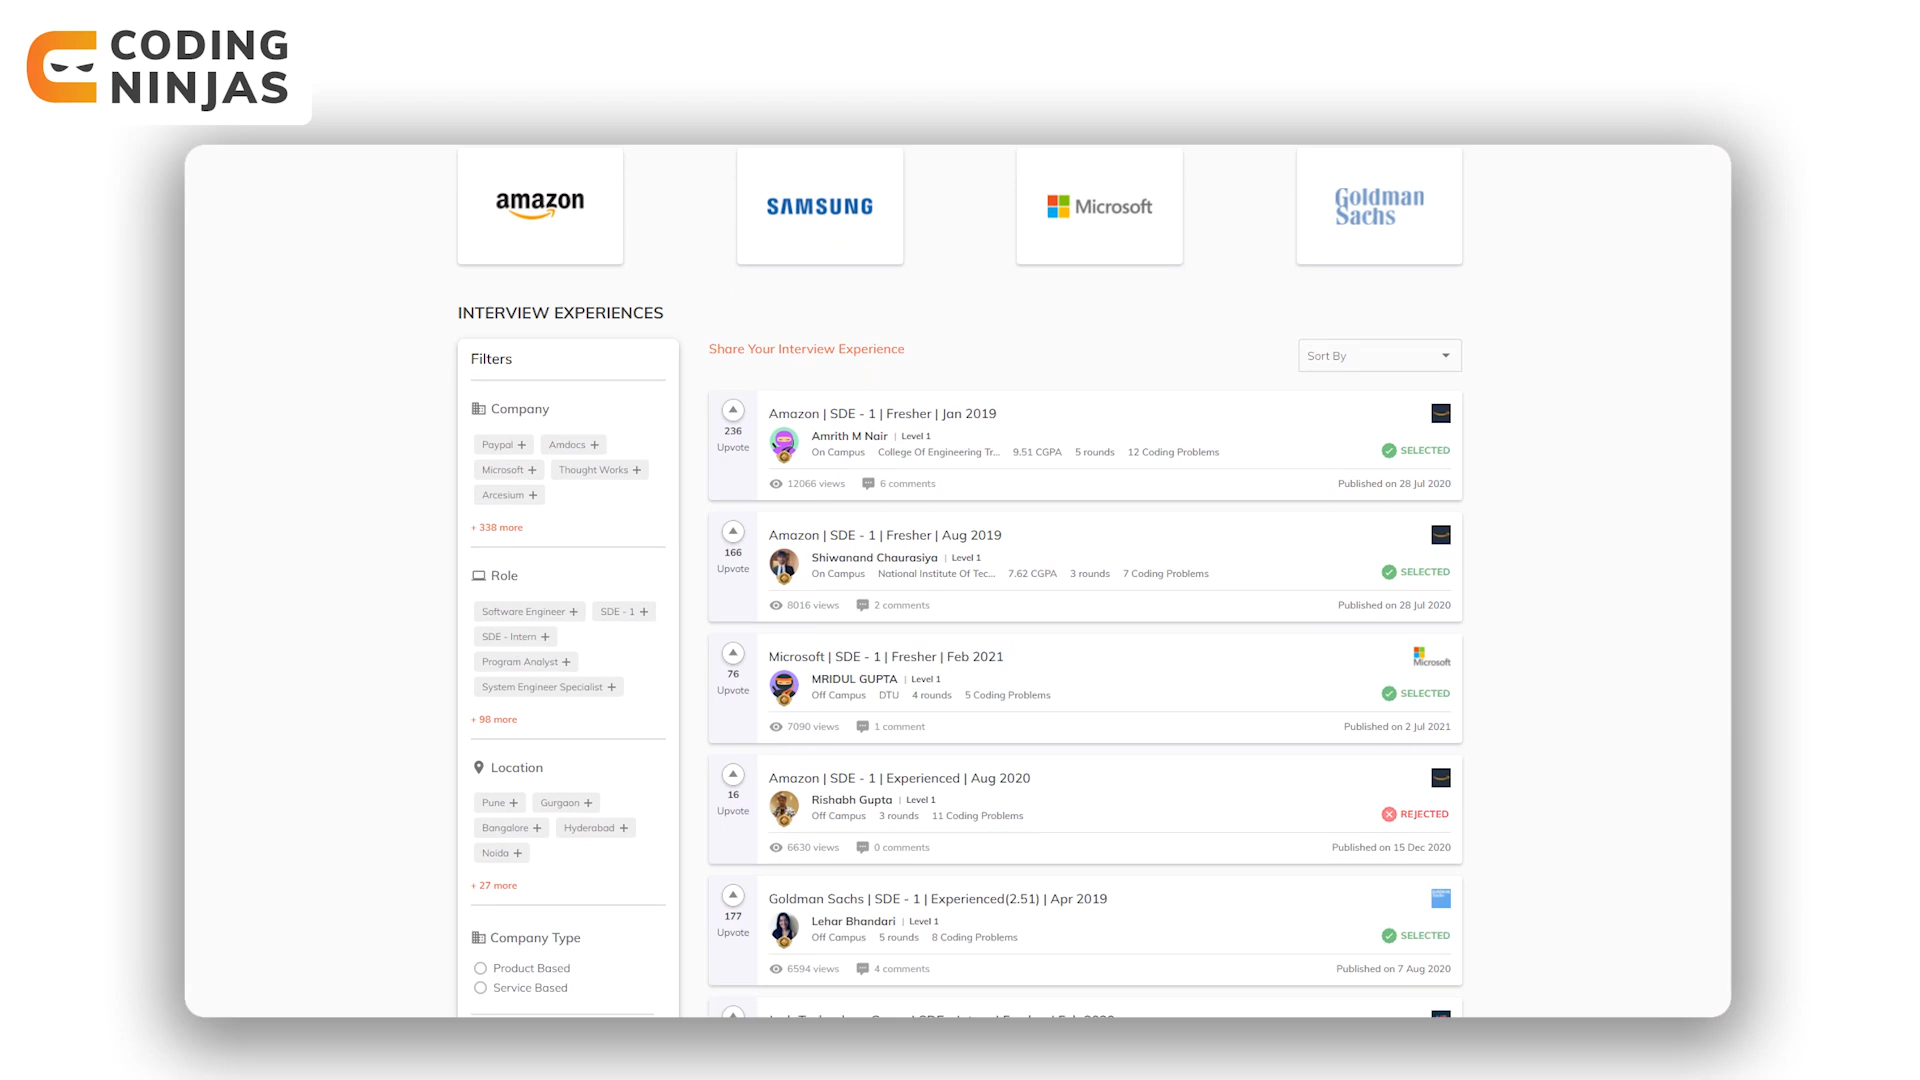 CODING
NINJAS
amazon
SAMSUNG
Microsoft
Goldman
Sachs
INTERVIEW EXPERIENCES
Filters
Company
Paypal + Amdocs +
Microsoft + Thought Works +
Arcesium +
+ 338 more
Role
Software Engineer + SDE - 1 +
SDE - Intern +
Program Analyst +
System Engineer Specialist +
+ 98 more
Location
Pune + Gurgaon +
Bangalore + Hyderabad +
Noida +
+ 27 more
Company Type
Product Based
Service Based
Share Your Interview Experience
Sort By
236
Upvote
Amazon | SDE - 1 | Fresher | Jan 2019
Amrith M Nair | Level 1
On Campus College Of Engineering Tr... 9.51 CGPA 5 rounds 12 Coding Problems
SELECTED
12066 views 6 comments
Published on 28 Jul 2020
166
Upvote
Amazon | SDE - 1 | Fresher | Aug 2019
Shiwanand Chaurasiya | Level 1
On Campus National Institute Of Tec... 7.62 CGPA 3 rounds 7 Coding Problems
SELECTED
8016 views 2 comments
Published on 28 Jul 2020
76
Upvote
Microsoft | SDE - 1 | Fresher | Feb 2021
Microsoft
MRIDUL GUPTA | Level 1
Off Campus DTU 4 rounds 5 Coding Problems
SELECTED
7090 views 1 comment
Published on 2 Jul 2021
16
Upvote
Amazon | SDE - 1 | Experienced | Aug 2020
Rishabh Gupta | Level 1
Off Campus 3 rounds 11 Coding Problems
REJECTED
6630 views 0 comments
Published on 15 Dec 2020
177
Upvote
Goldman Sachs | SDE - 1 | Experienced(2.51) | Apr 2019
Lehar Bhandari | Level 1
Off Campus 5 rounds 8 Coding Problems
SELECTED
6594 views 4 comments
Published on 7 Aug 2020